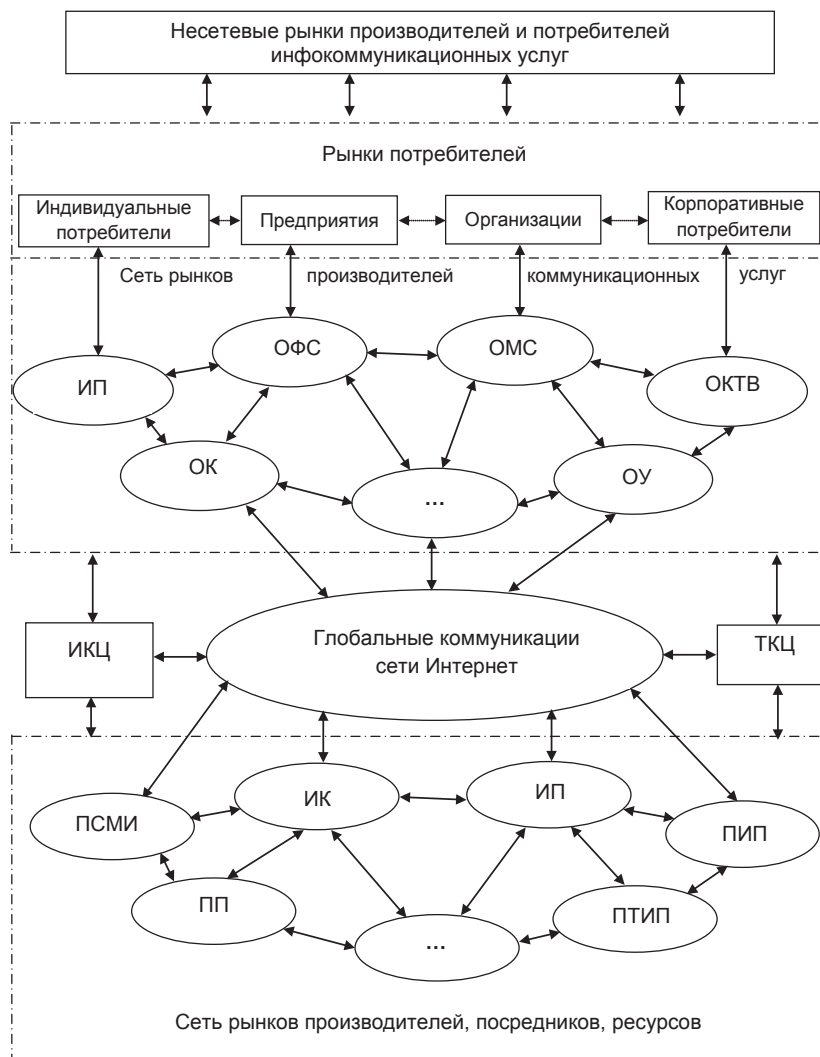 Несетевые рынки производителей и потребителей
инфокоммуникационных услуг
Рынки потребителей
Индивидуальные
потребители
Предприятия
Организации
Корпоративные
потребители
Сеть рынков производителей коммуникационных услуг
ИП
ОФС
ОМС
ОКТВ
ОК
...
ОУ
ИКЦ
Глобальные коммуникации
сети Интернет
ТКЦ
ПСМИ
ИК
ИП
ПИП
ПП
...
ПТИП
Сеть рынков производителей, посредников, ресурсов